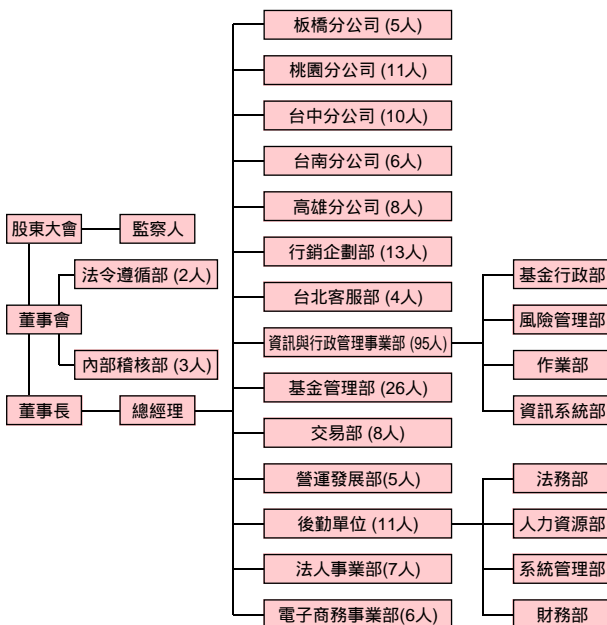 板橋分公司 (5人)
桃園分公司 (11人)
台中分公司 (10人)
台南分公司 (6人)
高雄分公司 (8人)
股東大會
監察人
行銷企劃部 (13人)
法令遵循部 (2人)
基金行政部
台北客服部 (4人)
董事會
風險管理部
資訊與行政管理事業部 (95人)
內部稽核部 (3人)
作業部
基金管理部 (26人)
董事長
總經理
資訊系統部
交易部 (8人)
營運發展部(5人)
法務部
後勤單位 (11人)
人力資源部
法人事業部(7人)
系統管理部
電子商務事業部(6人)
財務部